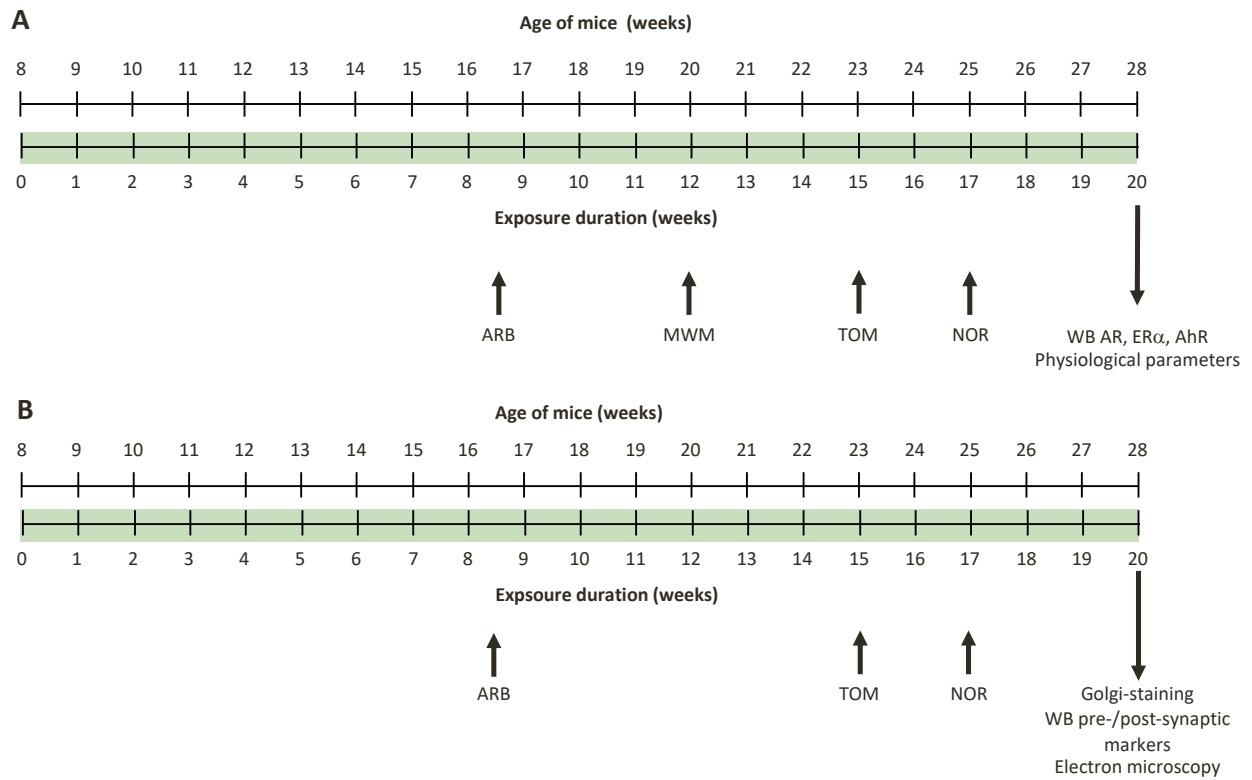 A
Age of mice (weeks)
8 9 10 11 12 13 14 15 16 17 18 19 20 21 22 23 24 25 26 27 28
0 1 2 3 4 5 6 7 8 9 10 11 12 13 14 15 16 17 18 19 20
Exposure duration (weeks)
ARB MWM TOM NOR
WB AR, ERα, AhR
Physiological parameters
B
Age of mice (weeks)
8 9 10 11 12 13 14 15 16 17 18 19 20 21 22 23 24 25 26 27 28
0 1 2 3 4 5 6 7 8 9 10 11 12 13 14 15 16 17 18 19 20
Expsoure duration (weeks)
ARB TOM NOR
Golgi-staining
WB pre-/post-synaptic
markers
Electron microscopy